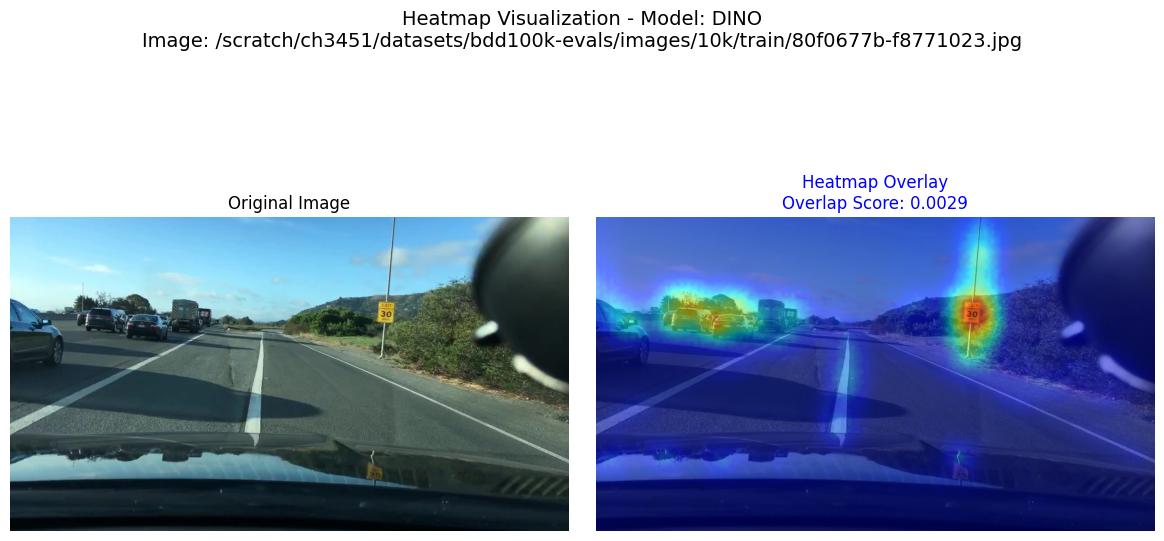 Heatmap Visualization - Model: DINO
Image: /scratch/ch3451/datasets/bdd100k-evals/images/10k/train/80f0677b-f8771023.jpg
Original Image
Heatmap Overlay
Overlap Score: 0.0029
30
30